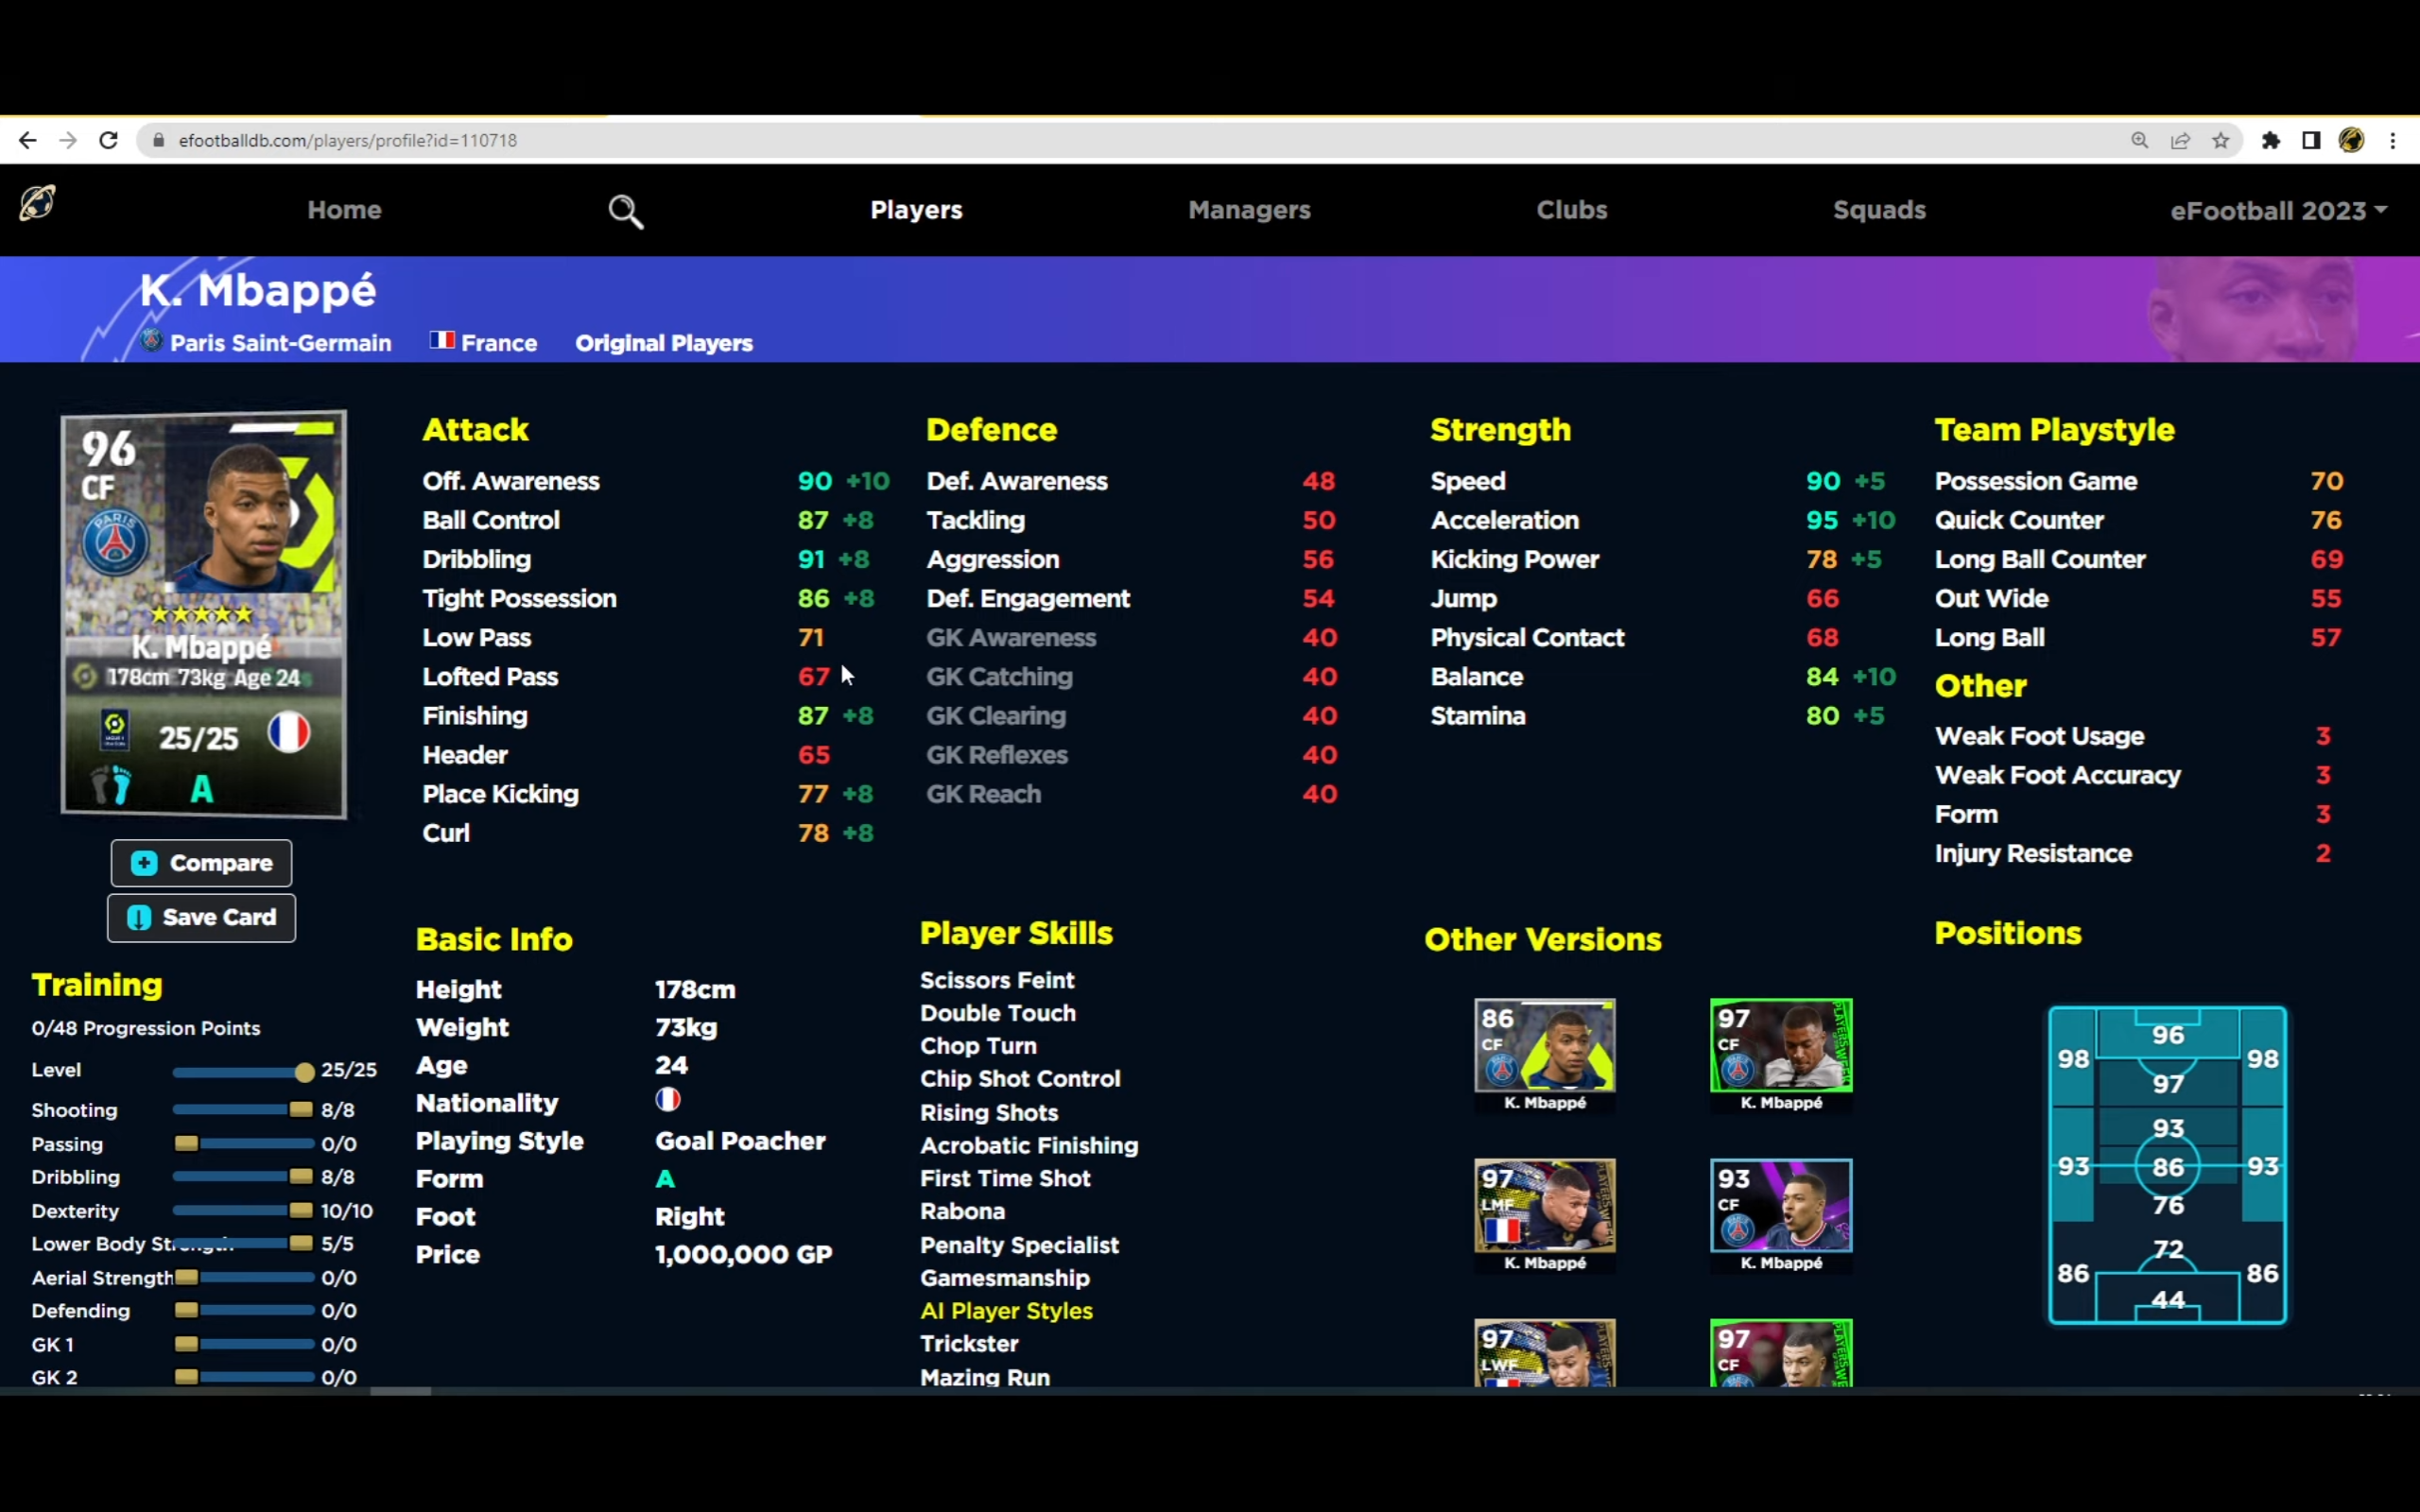 efootballdb.com/players/profile?id=110718
Home
Players
Managers
Clubs
Squads
eFootball 2023
K. Mbappé
Paris Saint-Germain
France
Original Players
96
CF
PARIS
K. Mbappé
178cm 73kg Age 24
25/25
A
Compare
Save Card
Training
0/48 Progression Points
Level 25/25
Shooting 8/8
Passing 0/0
Dribbling 8/8
Dexterity 10/10
Lower Body Strength 5/5
Aerial Strength 0/0
Defending 0/0
GK 1 0/0
GK 2 0/0
Attack
Off. Awareness 90 +10
Ball Control 87 +8
Dribbling 91 +8
Tight Possession 86 +8
Low Pass 71
Lofted Pass 67
Finishing 87 +8
Header 65
Place Kicking 77 +8
Curl 78 +8
Defence
Def. Awareness 48
Tackling 50
Aggression 56
Def. Engagement 54
GK Awareness 40
GK Catching 40
GK Clearing 40
GK Reflexes 40
GK Reach 40
Strength
Speed 90 +5
Acceleration 95 +10
Kicking Power 78 +5
Jump 66
Physical Contact 68
Balance 84 +10
Stamina 80 +5
Team Playstyle
Possession Game 70
Quick Counter 76
Long Ball Counter 69
Out Wide 55
Long Ball 57
Other
Weak Foot Usage 3
Weak Foot Accuracy 3
Form 3
Injury Resistance 2
Basic Info
Height 178cm
Weight 73kg
Age 24
Nationality
Playing Style Goal Poacher
Form A
Foot Right
Price 1,000,000 GP
Player Skills
Scissors Feint
Double Touch
Chop Turn
Chip Shot Control
Rising Shots
Acrobatic Finishing
First Time Shot
Rabona
Penalty Specialist
Gamesmanship
AI Player Styles
Trickster
Mazing Run
Other Versions
86
CF
K. Mbappé
97
CF
K. Mbappé
97
LMF
K. Mbappé
93
CF
K. Mbappé
97
LWF
97
CF
Positions
96
98 98
97
93
93 86 93
76
72
86 86
44